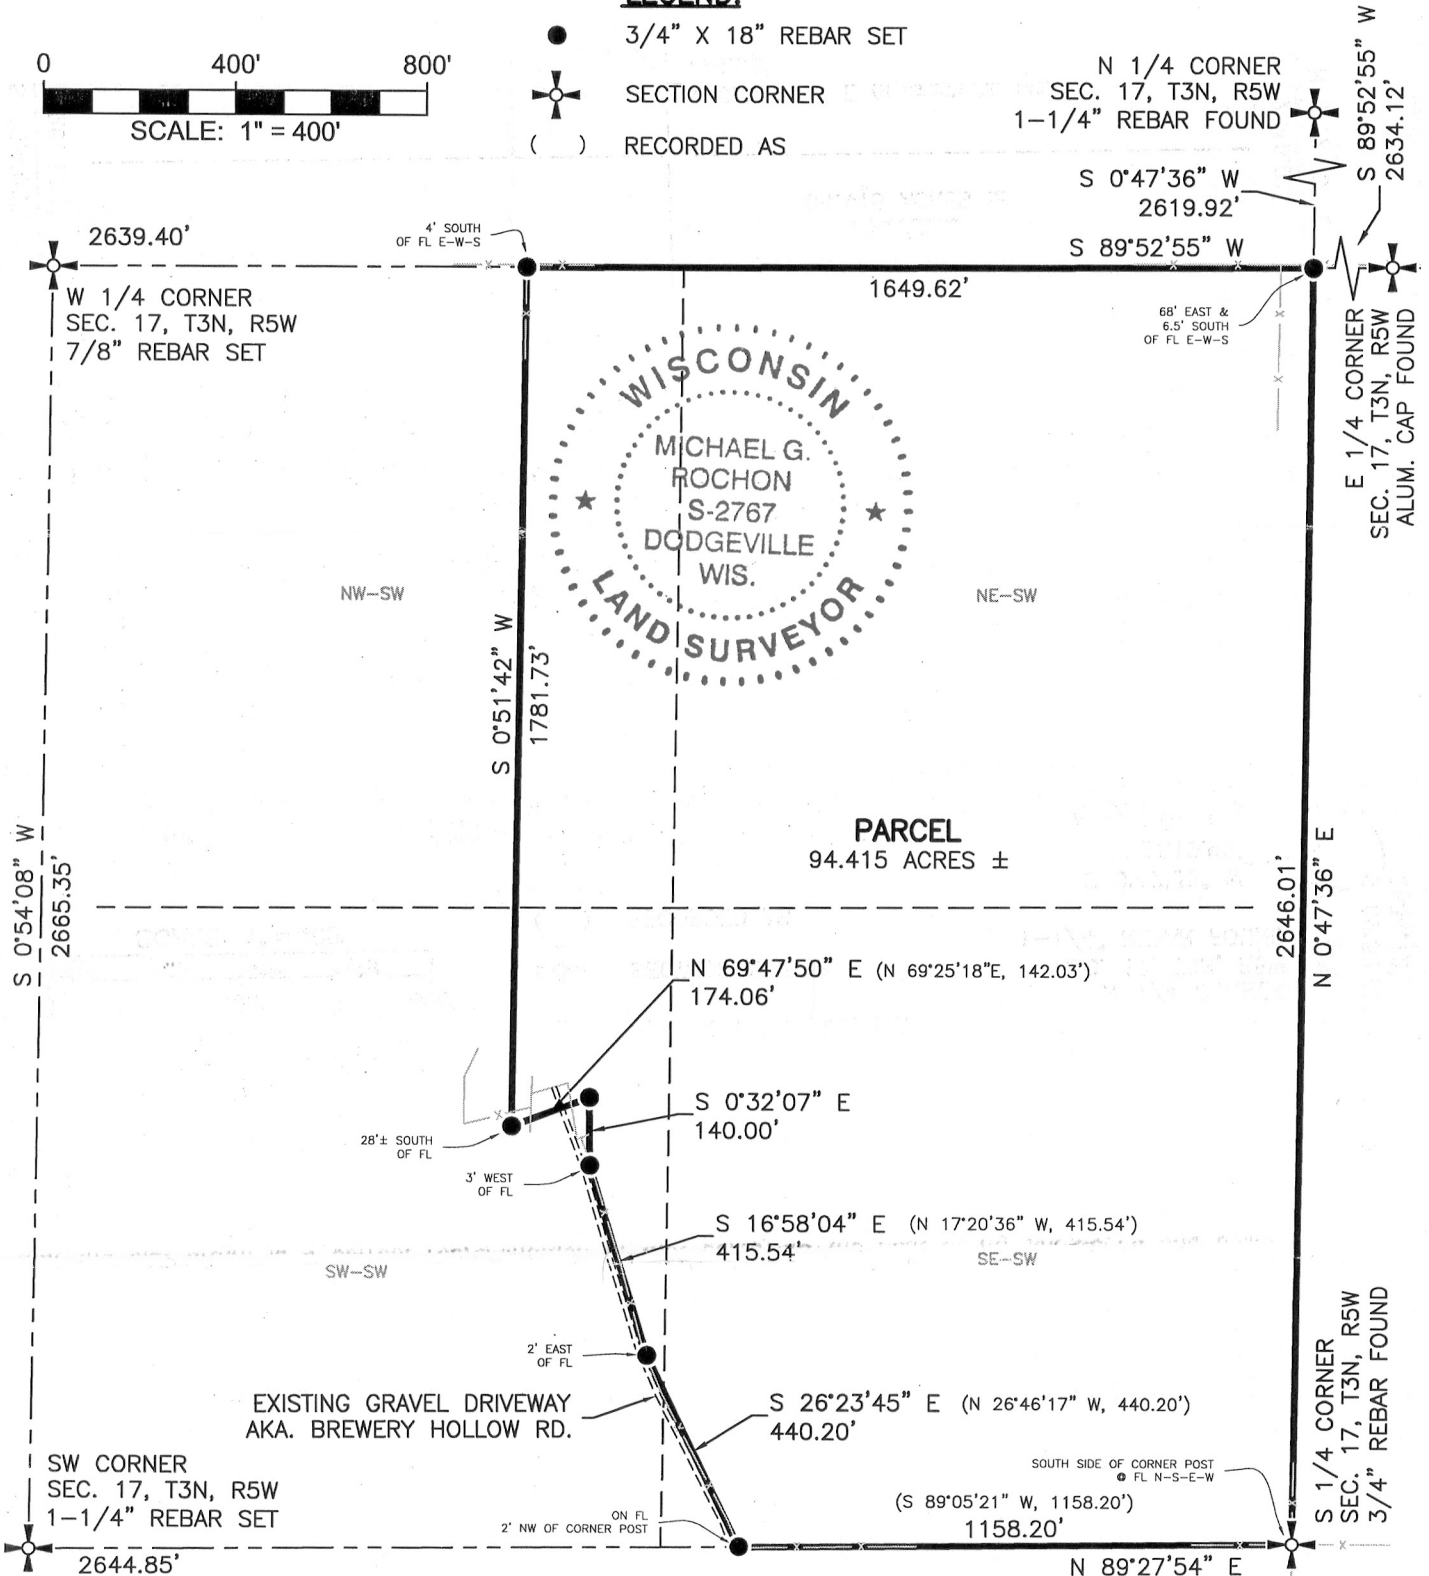 LEGEND:
3/4" X 18" REBAR SET
SECTION CORNER
( ) RECORDED AS
0 400' 800'
SCALE: 1" = 400'
N 1/4 CORNER
SEC. 17, T3N, R5W
1-1/4" REBAR FOUND
S 89°52'55" W
2634.12'
S 0°47'36" W
2619.92'
2639.40'
4' SOUTH
OF FL E-W-S
S 89°52'55" W
1649.62'
W 1/4 CORNER
SEC. 17, T3N, R5W
7/8" REBAR SET
68' EAST &
6.5' SOUTH
OF FL E-W-S
E 1/4 CORNER
SEC. 17, T3N, R5W
ALUM. CAP FOUND
WISCONSIN
MICHAEL G.
ROCHON
S-2767
DODGEVILLE
WIS.
LAND SURVEYOR
NW-SW
NE-SW
S 0°51'42" W
1781.73'
PARCEL
94.415 ACRES ±
S 0°54'08" W
2665.35'
2646.01'
N 0°47'36" E
N 69°47'50" E (N 69°25'18"E, 142.03')
174.06'
S 0°32'07" E
140.00'
28'± SOUTH
OF FL
3' WEST
OF FL
S 16°58'04" E (N 17°20'36" W, 415.54')
415.54'
SW-SW
SE-SW
2' EAST
OF FL
EXISTING GRAVEL DRIVEWAY
AKA. BREWERY HOLLOW RD.
S 26°23'45" E (N 26°46'17" W, 440.20')
440.20'
SW CORNER
SEC. 17, T3N, R5W
1-1/4" REBAR SET
SOUTH SIDE OF CORNER POST
@ FL N-S-E-W
S 1/4 CORNER
SEC. 17, T3N, R5W
3/4" REBAR FOUND
ON FL
2' NW OF CORNER POST
(S 89°05'21" W, 1158.20')
1158.20'
2644.85'
N 89°27'54" E